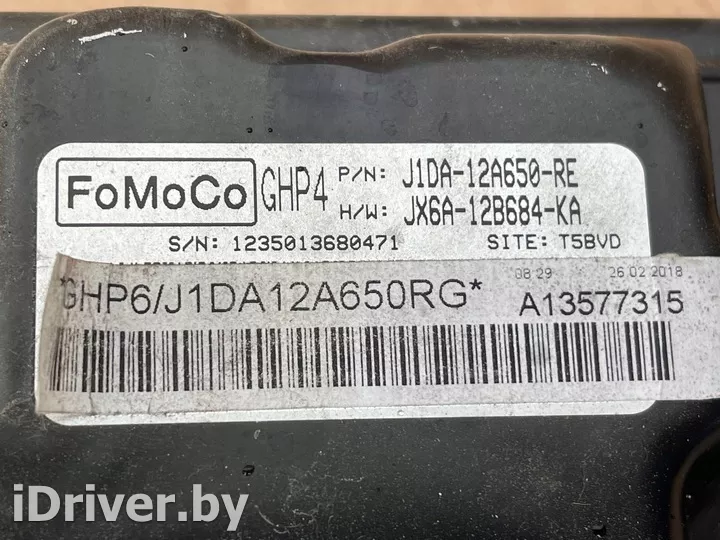 FoMoCo GHP4 P/N: J1DA-12A650-RE
H/W: JX6A-12B684-KA
S/N: 1235013680471 SITE: T5BVD
08 29 26 02 2018
GHP6/J1DA12A650RG* A13577315
iDriver.by